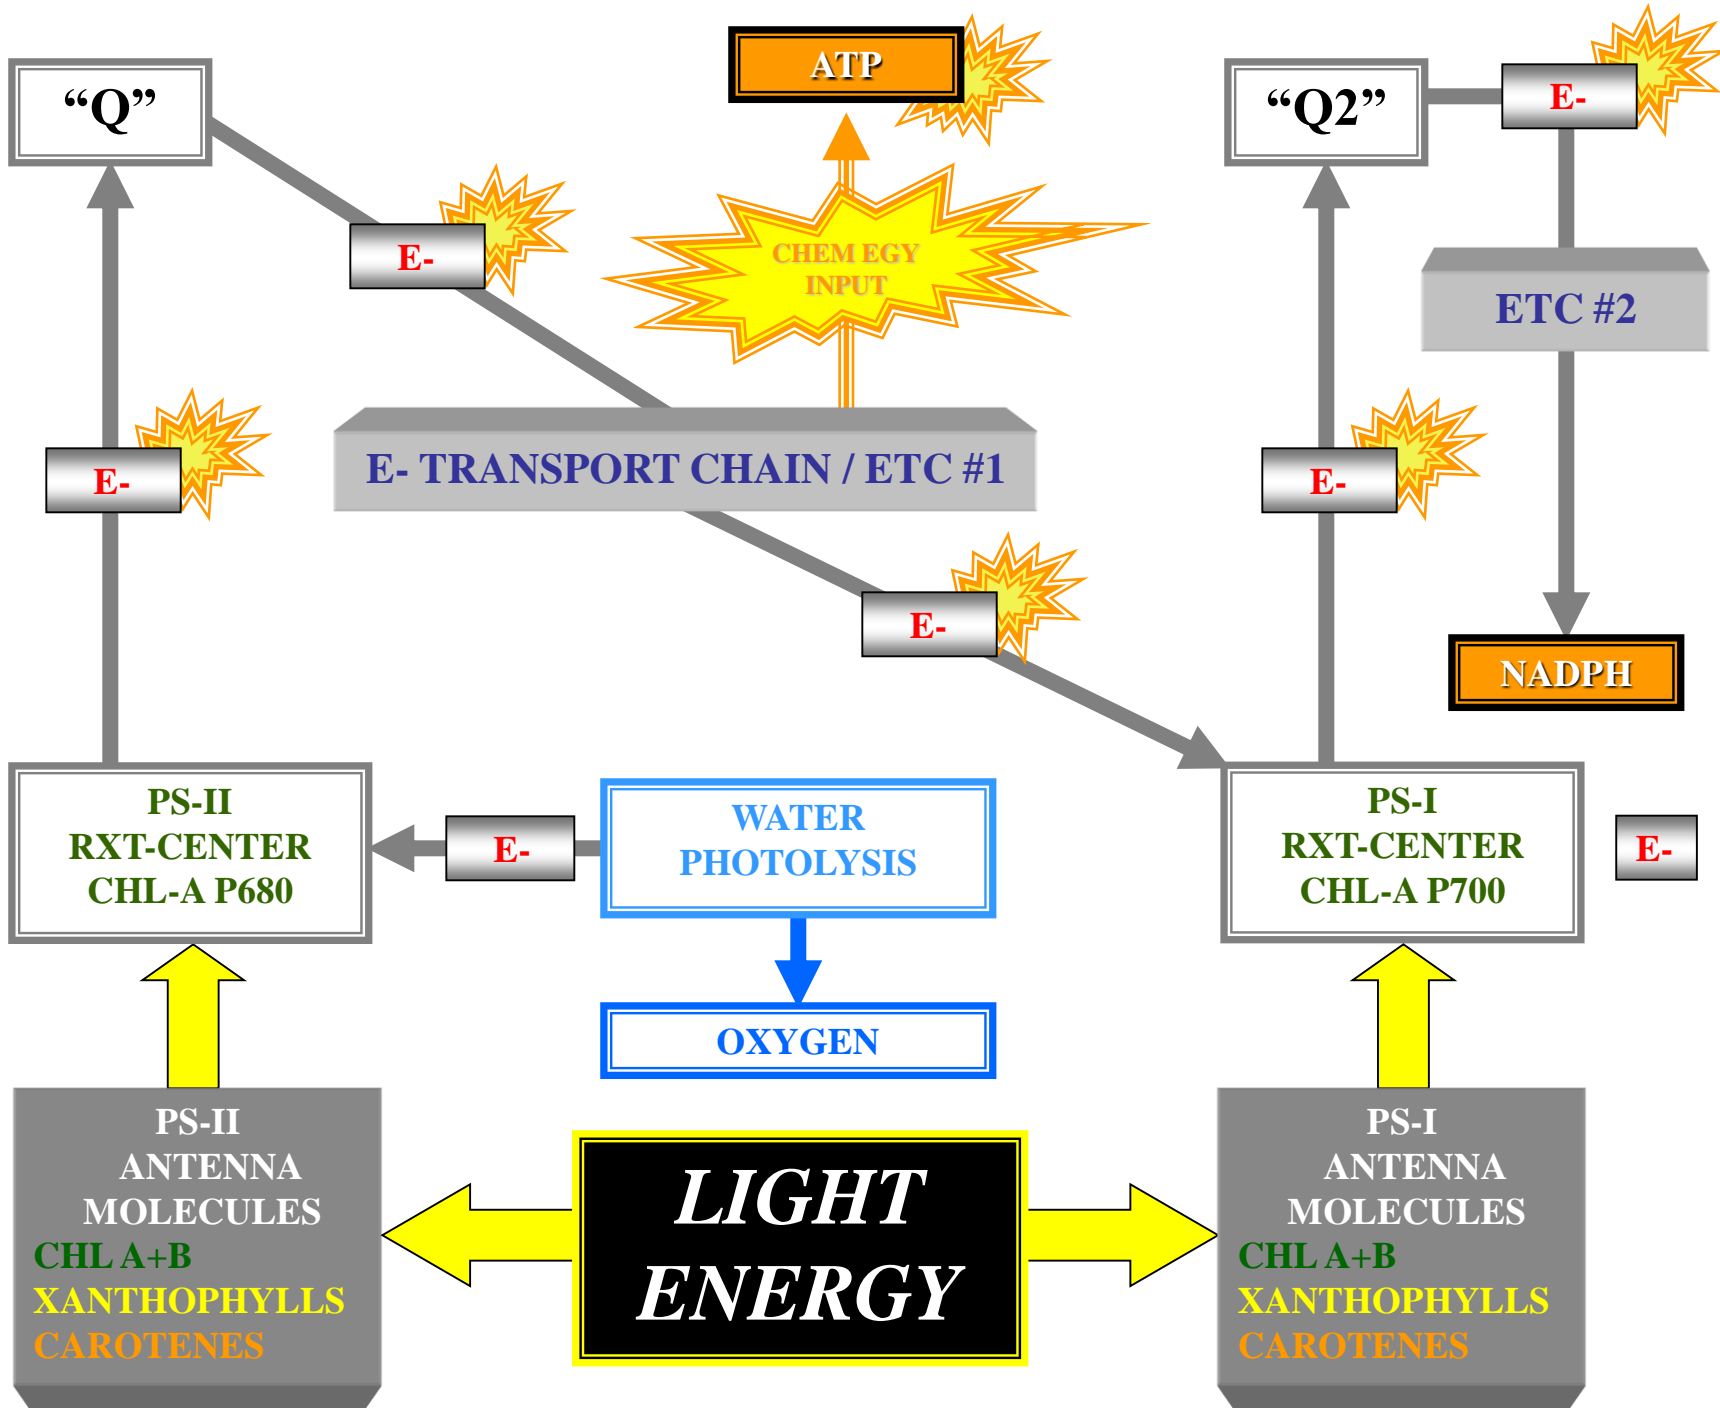 “Q”
ATP
“Q2”
E-
E-
CHEM EGY
INPUT
ETC #2
E- TRANSPORT CHAIN / ETC #1
E-
E-
E-
NADPH
PS-II
RXT-CENTER
CHL-A P680
E-
WATER
PHOTOLYSIS
PS-I
RXT-CENTER
CHL-A P700
E-
OXYGEN
PS-II
ANTENNA
MOLECULES
CHL A+B
XANTHOPHYLLS
CAROTENES
LIGHT
ENERGY
PS-I
ANTENNA
MOLECULES
CHL A+B
XANTHOPHYLLS
CAROTENES